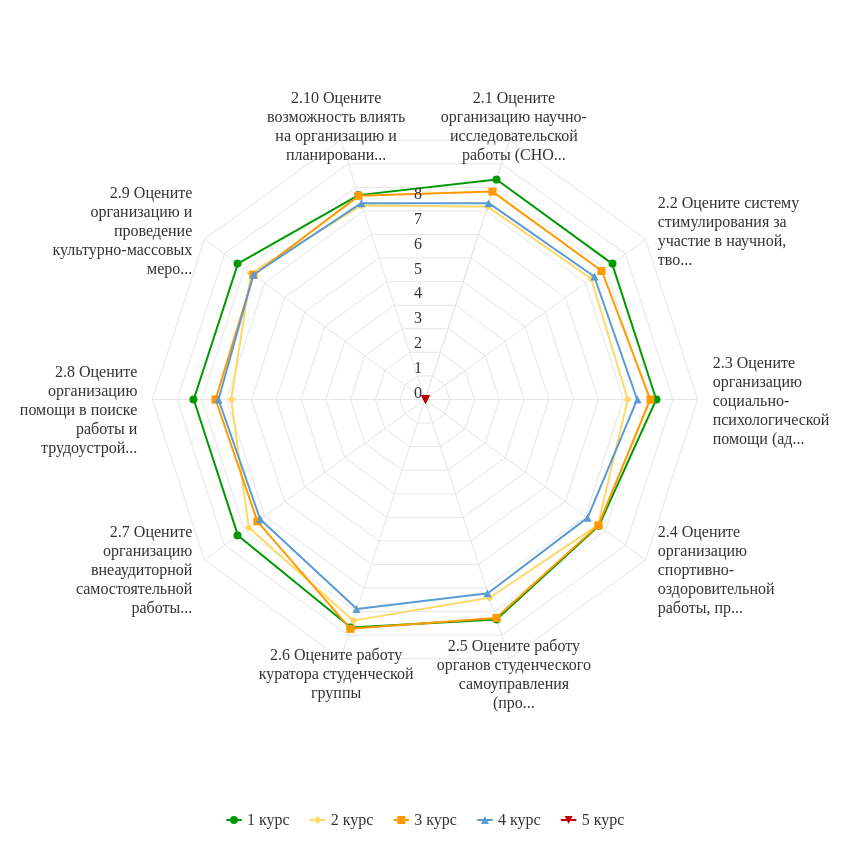 2.10 Оцените
возможность влиять
на организацию и
планировани...
2.1 Оцените
организацию научно-
исследовательской
работы (СНО...
2.9 Оцените
организацию и
проведение
культурно-массовых
меро...
2.2 Оцените систему
стимулирования за
участие в научной,
тво...
8
7
6
5
4
3
2
1
0
2.8 Оцените
организацию
помощи в поиске
работы и
трудоустрой...
2.3 Оцените
организацию
социально-
психологической
помощи (ад...
2.7 Оцените
организацию
внеаудиторной
самостоятельной
работы...
2.4 Оцените
организацию
спортивно-
оздоровительной
работы, пр...
2.6 Оцените работу
куратора студенческой
группы
2.5 Оцените работу
органов студенческого
самоуправления
(про...
1 курс 2 курс 3 курс 4 курс 5 курс